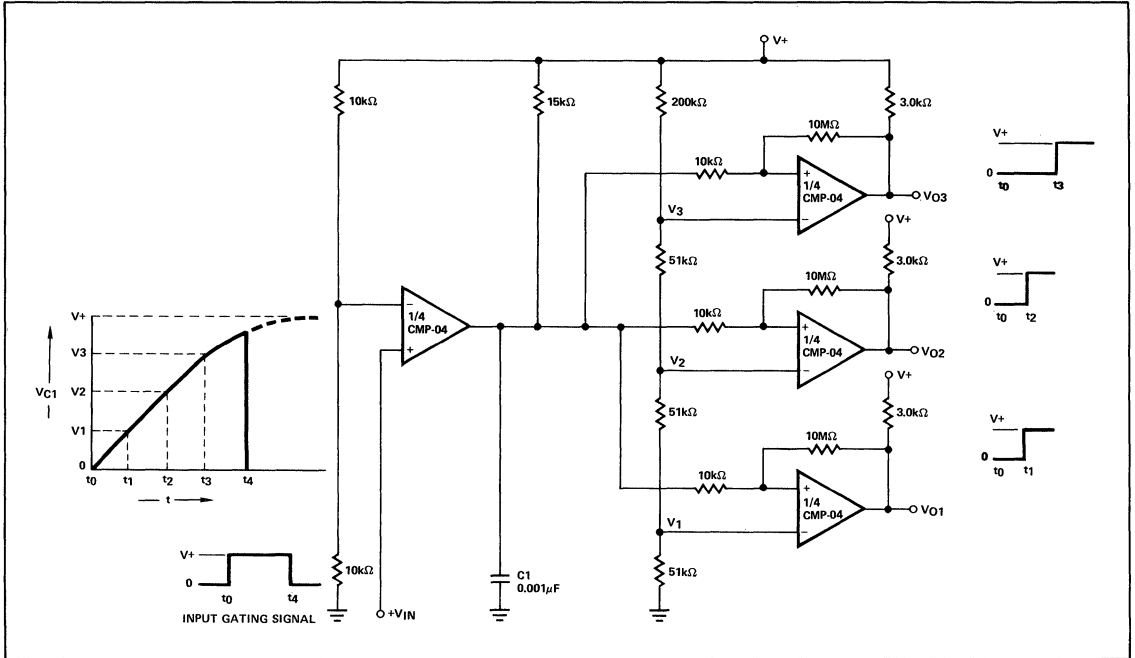 V+
10kΩ
15kΩ
200kΩ
3.0kΩ
10MΩ
10kΩ
+
1/4
CMP-04
−
V3
VO3
V+
0
t0
t3
V+
51kΩ
3.0kΩ
10MΩ
10kΩ
+
1/4
CMP-04
−
V2
VO2
V+
0
t0
t2
−
1/4
CMP-04
+
V+
51kΩ
3.0kΩ
10MΩ
10kΩ
+
1/4
CMP-04
−
V1
VO1
V+
0
t0
t1
51kΩ
V+
V3
VC1
V2
V1
0
t0 t1 t2 t3 t4
t
V+
0
t0 t4
INPUT GATING SIGNAL
10kΩ
+VIN
C1
0.001μF